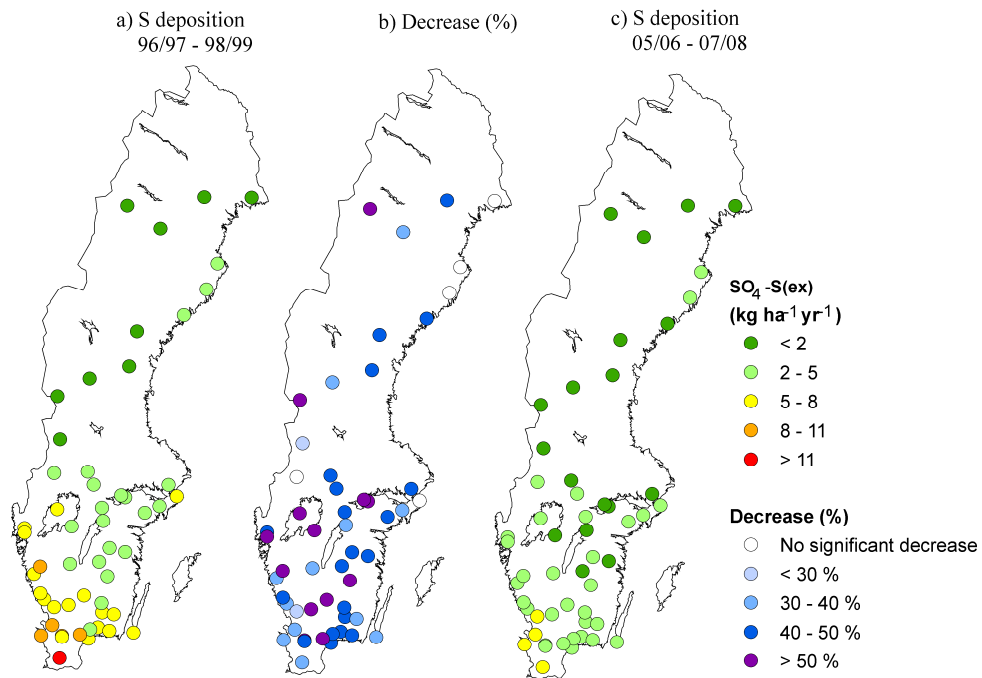 a) S deposition
96/97 - 98/99
b) Decrease (%)
c) S deposition
05/06 - 07/08
SO4 -S(ex)
(kg ha-1 yr-1)
< 2
2 - 5
5 - 8
8 - 11
> 11
Decrease (%)
No significant decrease
< 30 %
30 - 40 %
40 - 50 %
> 50 %